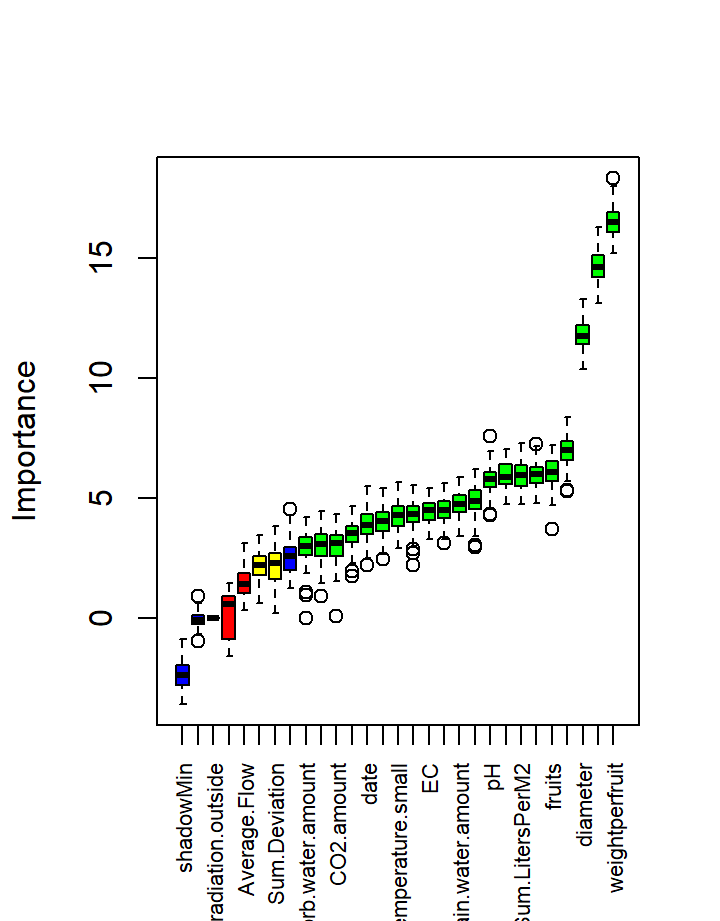 Importance
15
10
5
0
shadowMin
radiation.outside
Average.Flow
Sum.Deviation
rb.water.amount
CO2.amount
date
emperature.small
EC
ain.water.amount
pH
Sum.LitersPerM2
fruits
diameter
weightperfruit